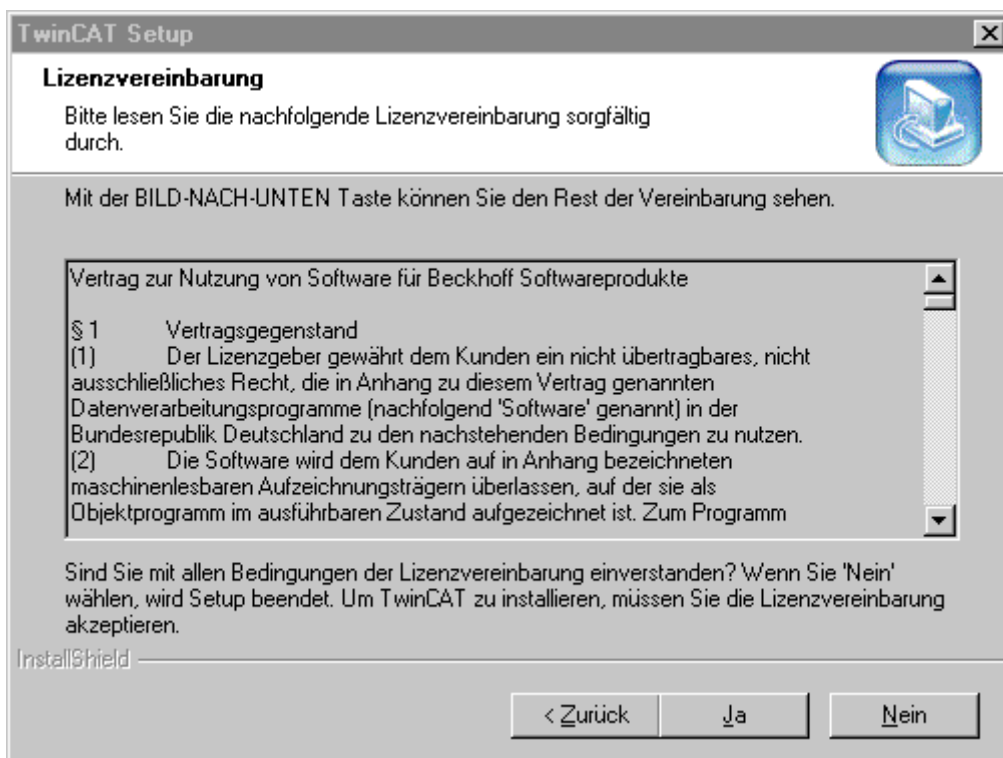 TwinCAT Setup
Lizenzvereinbarung
Bitte lesen Sie die nachfolgende Lizenzvereinbarung sorgfältig
durch.
Mit der BILD-NACH-UNTEN Taste können Sie den Rest der Vereinbarung sehen.
Vertrag zur Nutzung von Software für Beckhoff Softwareprodukte
§ 1 Vertragsgegenstand
(1) Der Lizenzgeber gewährt dem Kunden ein nicht übertragbares, nicht
ausschließliches Recht, die in Anhang zu diesem Vertrag genannten
Datenverarbeitungsprogramme (nachfolgend 'Software' genannt) in der
Bundesrepublik Deutschland zu den nachstehenden Bedingungen zu nutzen.
(2) Die Software wird dem Kunden auf in Anhang bezeichneten
maschinenlesbaren Aufzeichnungsträgern überlassen, auf der sie als
Objektprogramm im ausführbaren Zustand aufgezeichnet ist. Zum Programm
Sind Sie mit allen Bedingungen der Lizenzvereinbarung einverstanden? Wenn Sie 'Nein'
wählen, wird Setup beendet. Um TwinCAT zu installieren, müssen Sie die Lizenzvereinbarung
akzeptieren.
InstallShield
< Zurück Ja Nein